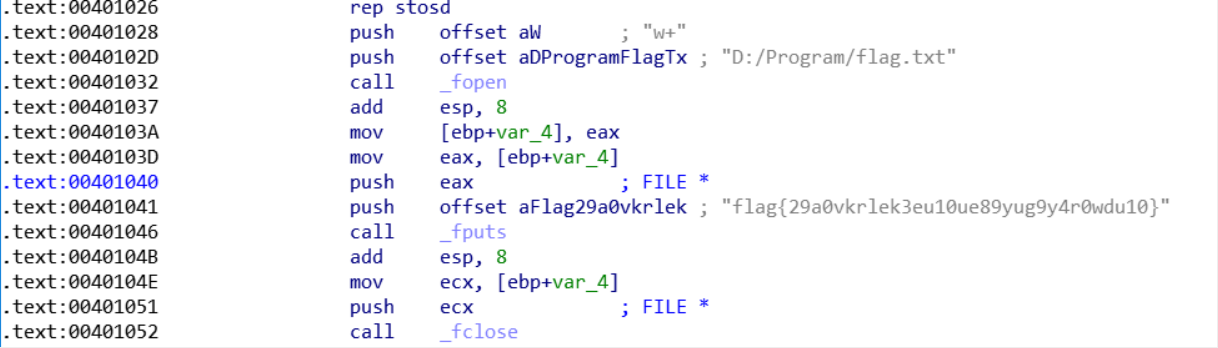 .text:00401026 rep stosd
.text:00401028 push offset aW ; "w+"
.text:0040102D push offset aDProgramFlagTx ; "D:/Program/flag.txt"
.text:00401032 call _fopen
.text:00401037 add esp, 8
.text:0040103A mov [ebp+var_4], eax
.text:0040103D mov eax, [ebp+var_4]
.text:00401040 push eax ; FILE *
.text:00401041 push offset aFlag29a0vkrlek ; "flag{29a0vkrlek3eu10ue89yug9y4r0wdu10}"
.text:00401046 call _fputs
.text:0040104B add esp, 8
.text:0040104E mov ecx, [ebp+var_4]
.text:00401051 push ecx ; FILE *
.text:00401052 call _fclose